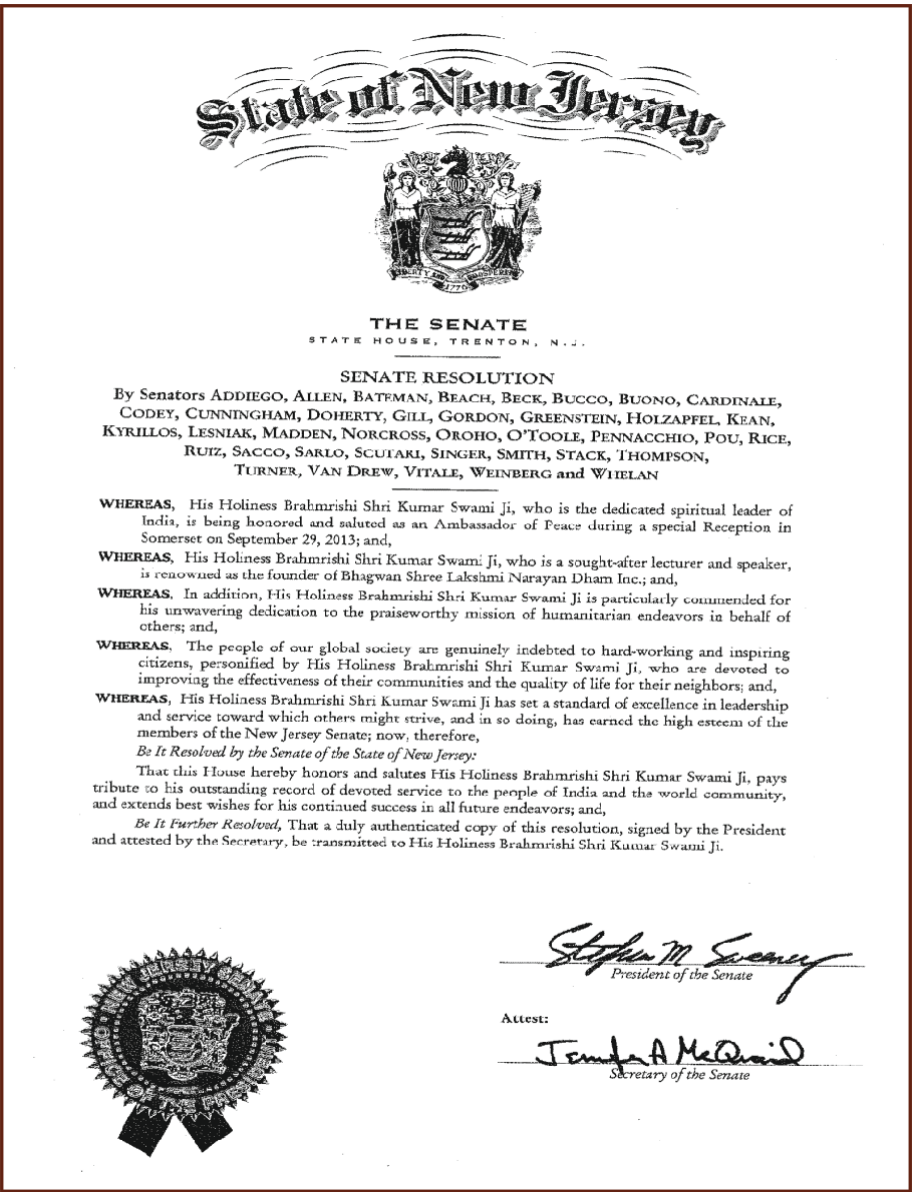 State of New Jersey
LIBERTY AND PROSPERITY
1776
THE SENATE
STATE HOUSE, TRENTON, N.J.
SENATE RESOLUTION
By Senators ADDIEGO, ALLEN, BATEMAN, BEACH, BECK, BUCCO, BUONO, CARDINALE,
CODEY, CUNNINGHAM, DOHERTY, GILL, GORDON, GREENSTEIN, HOLZAPFEL, KEAN,
KYRILLOS, LESNIAK, MADDEN, NORCROSS, OROHO, O'TOOLE, PENNACCHIO, POU, RICE,
RUIZ, SACCO, SARLO, SCUTARI, SINGER, SMITH, STACK, THOMPSON,
TURNER, VAN DREW, VITALE, WEINBERG and WHELAN
WHEREAS, His Holiness Brahmrishi Shri Kumar Swami Ji, who is the dedicated spiritual leader of
India, is being honored and saluted as an Ambassador of Peace during a special Reception in
Somerset on September 29, 2013; and,
WHEREAS, His Holiness Brahmrishi Shri Kumar Swami Ji, who is a sought-after lecturer and speaker,
is renowned as the founder of Bhagwan Shree Lakshmi Narayan Dham Inc.; and,
WHEREAS, In addition, His Holiness Brahmrishi Shri Kumar Swami Ji is particularly commended for
his unwavering dedication to the praiseworthy mission of humanitarian endeavors in behalf of
others; and,
WHEREAS, The people of our global society are genuinely indebted to hard-working and inspiring
citizens, personified by His Holiness Brahmrishi Shri Kumar Swami Ji, who are devoted to
improving the effectiveness of their communities and the quality of life for their neighbors; and,
WHEREAS, His Holiness Brahmrishi Shri Kumar Swami Ji has set a standard of excellence in leadership
and service toward which others might strive, and in so doing, has earned the high esteem of the
members of the New Jersey Senate; now, therefore,
Be It Resolved by the Senate of the State of New Jersey:
That this House hereby honors and salutes His Holiness Brahmrishi Shri Kumar Swami Ji, pays
tribute to his outstanding record of devoted service to the people of India and the world community,
and extends best wishes for his continued success in all future endeavors; and,
Be It Further Resolved, That a duly authenticated copy of this resolution, signed by the President
and attested by the Secretary, be transmitted to His Holiness Brahmrishi Shri Kumar Swami Ji.
Stephen M Sweeney
President of the Senate
Attest:
Jennifer A McQuaid
Secretary of the Senate
NEW JERSEY SENATE
OFFICE OF THE PRESIDENT